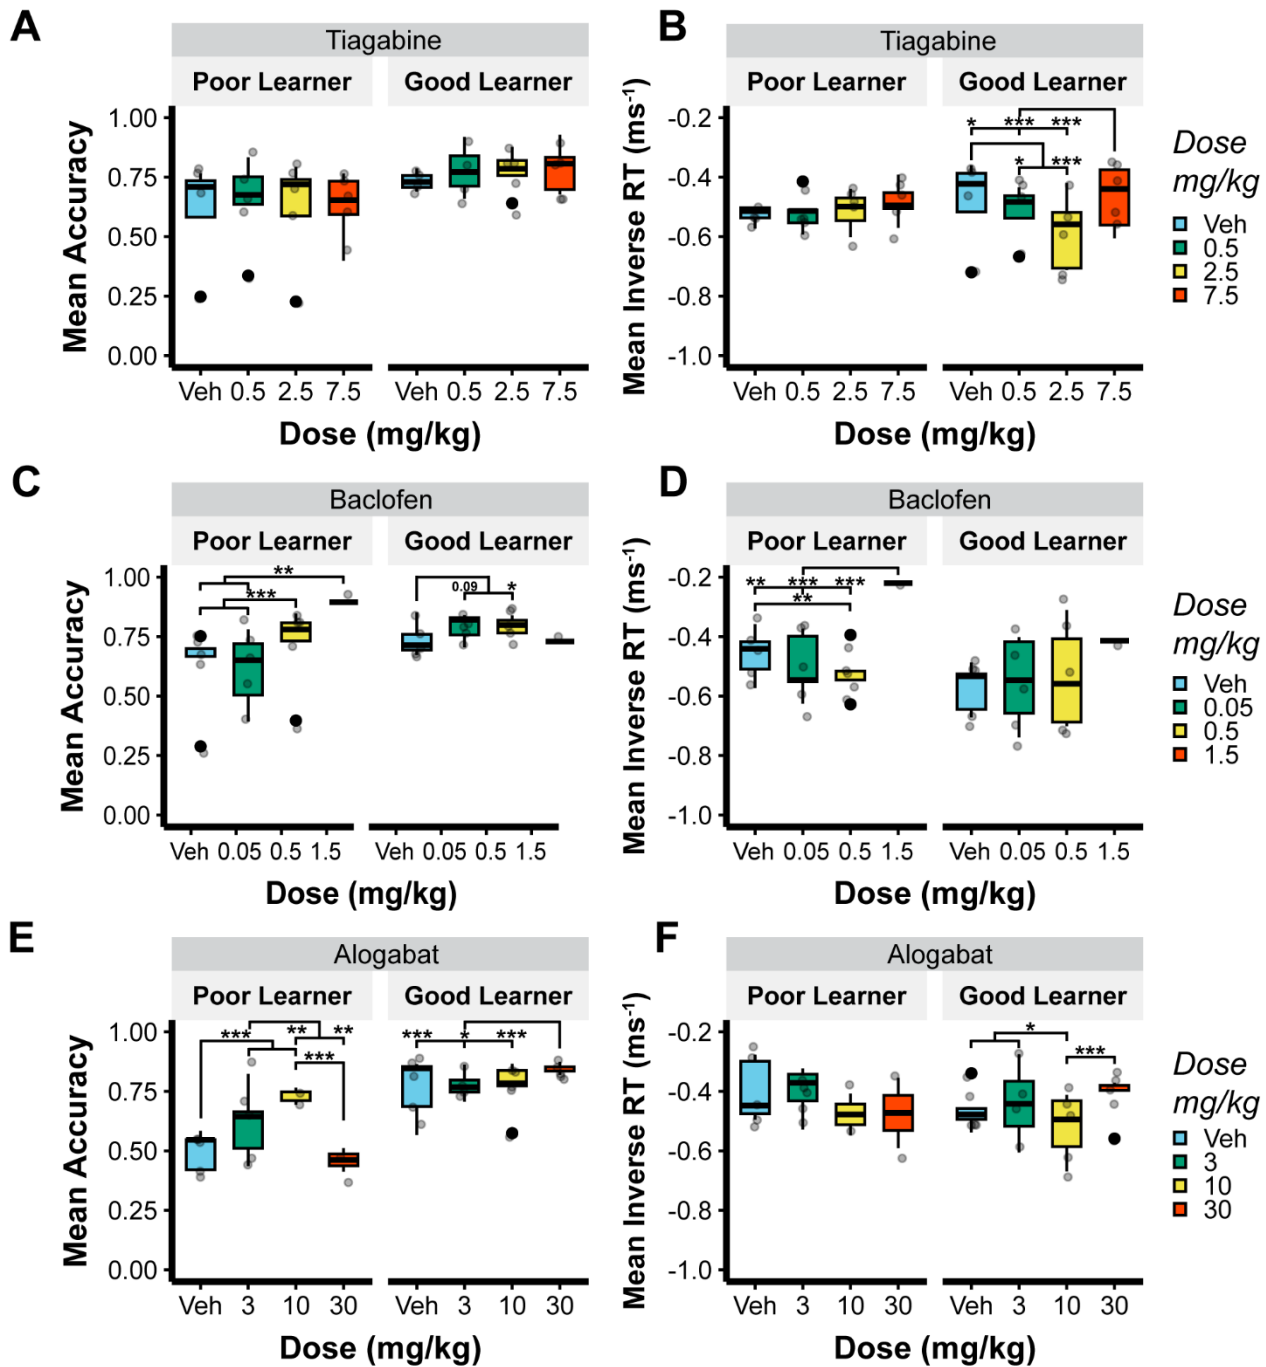 A
Tiagabine
Poor Learner
Good Learner
Mean Accuracy
1.00
0.75
0.50
0.25
0.00
Veh 0.5 2.5 7.5
Veh 0.5 2.5 7.5
Dose (mg/kg)
B
Tiagabine
Poor Learner
Good Learner
Mean Inverse RT (ms⁻¹)
-0.2
-0.4
-0.6
-0.8
-1.0
* *** ***
* ***
Veh 0.5 2.5 7.5
Veh 0.5 2.5 7.5
Dose (mg/kg)
Dose
mg/kg
Veh
0.5
2.5
7.5
C
Baclofen
Poor Learner
Good Learner
Mean Accuracy
1.00
0.75
0.50
0.25
0.00
**
***
0.09 *
Veh 0.05 0.5 1.5
Veh 0.05 0.5 1.5
Dose (mg/kg)
D
Baclofen
Poor Learner
Good Learner
Mean Inverse RT (ms⁻¹)
-0.2
-0.4
-0.6
-0.8
-1.0
** *** ***
**
Veh 0.05 0.5 1.5
Veh 0.05 0.5 1.5
Dose (mg/kg)
Dose
mg/kg
Veh
0.05
0.5
1.5
E
Alogabat
Poor Learner
Good Learner
Mean Accuracy
1.00
0.75
0.50
0.25
0.00
*** ** **
***
*** * ***
Veh 3 10 30
Veh 3 10 30
Dose (mg/kg)
F
Alogabat
Poor Learner
Good Learner
Mean Inverse RT (ms⁻¹)
-0.2
-0.4
-0.6
-0.8
-1.0
*
***
Veh 3 10 30
Veh 3 10 30
Dose (mg/kg)
Dose
mg/kg
Veh
3
10
30